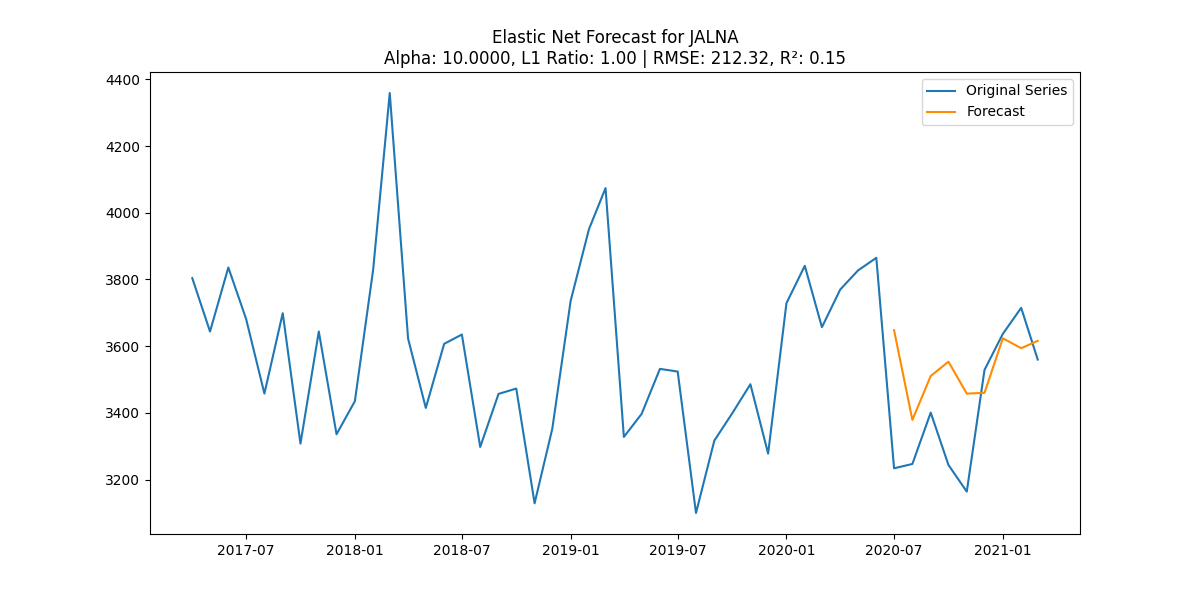 Elastic Net Forecast for JALNA
Alpha: 10.0000, L1 Ratio: 1.00 | RMSE: 212.32, R²: 0.15
Original Series
Forecast
4400
4200
4000
3800
3600
3400
3200
2017-07 2018-01 2018-07 2019-01 2019-07 2020-01 2020-07 2021-01